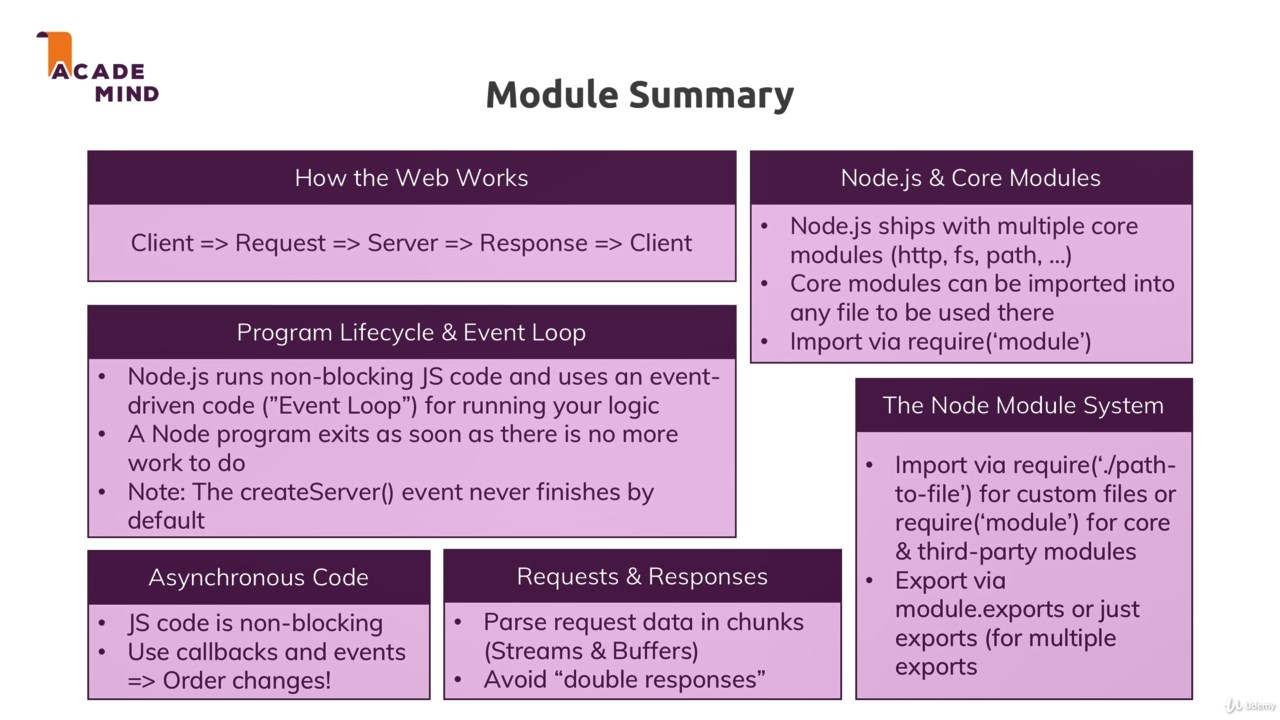 ACADE
MIND
Module Summary
How the Web Works
Client => Request => Server => Response => Client
Node.js & Core Modules
• Node.js ships with multiple core
modules (http, fs, path, ...)
• Core modules can be imported into
any file to be used there
• Import via require(‘module’)
Program Lifecycle & Event Loop
• Node.js runs non-blocking JS code and uses an event-
driven code (”Event Loop”) for running your logic
• A Node program exits as soon as there is no more
work to do
• Note: The createServer() event never finishes by
default
The Node Module System
• Import via require(‘./path-
to-file’) for custom files or
require(‘module’) for core
& third-party modules
• Export via
module.exports or just
exports (for multiple
exports
Asynchronous Code
• JS code is non-blocking
• Use callbacks and events
=> Order changes!
Requests & Responses
• Parse request data in chunks
(Streams & Buffers)
• Avoid “double responses”
Udemy